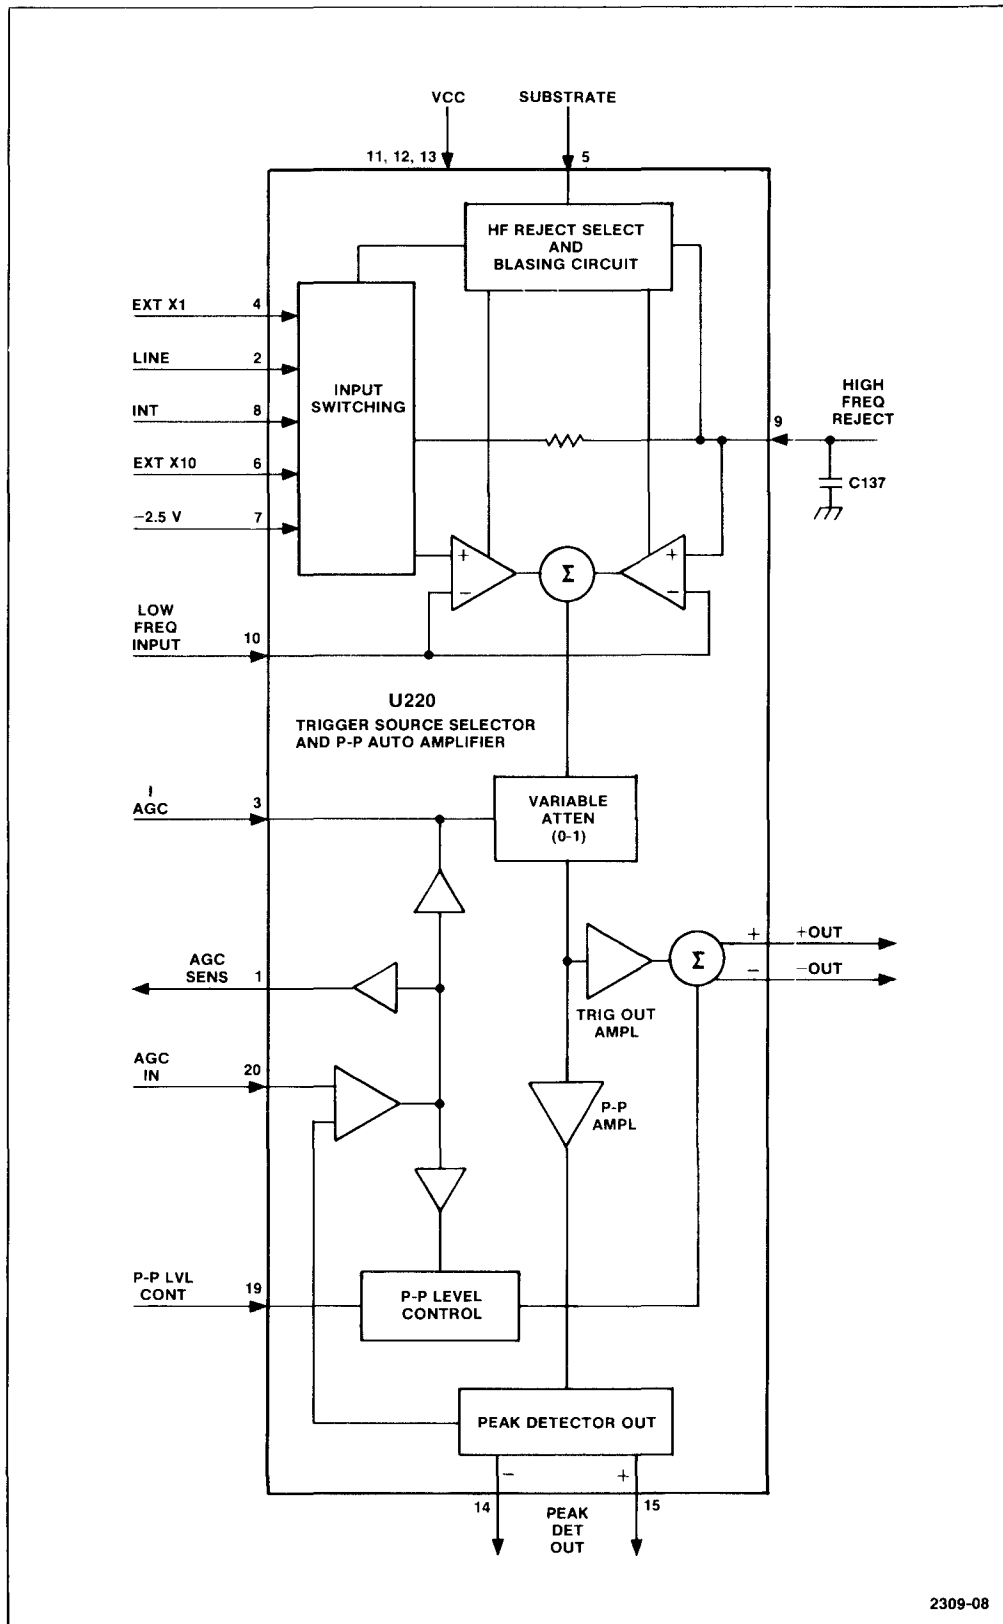 VCC
SUBSTRATE
11, 12, 13
5
HF REJECT SELECT
AND
BLASING CIRCUIT
EXT X1
4
LINE
2
INT
8
EXT X10
6
−2.5 V
7
INPUT
SWITCHING
HIGH
FREQ
REJECT
9
C137
+
−
Σ
+
−
LOW
FREQ
INPUT
10
U220
TRIGGER SOURCE SELECTOR
AND P-P AUTO AMPLIFIER
I
AGC
3
VARIABLE
ATTEN
(0-1)
AGC
SENS
1
Σ
+
+OUT
−
−OUT
TRIG OUT
AMPL
AGC
IN
20
P-P
AMPL
P-P LVL
CONT
19
P-P LEVEL
CONTROL
PEAK DETECTOR OUT
−
+
14
PEAK
DET
OUT
15
2309-08